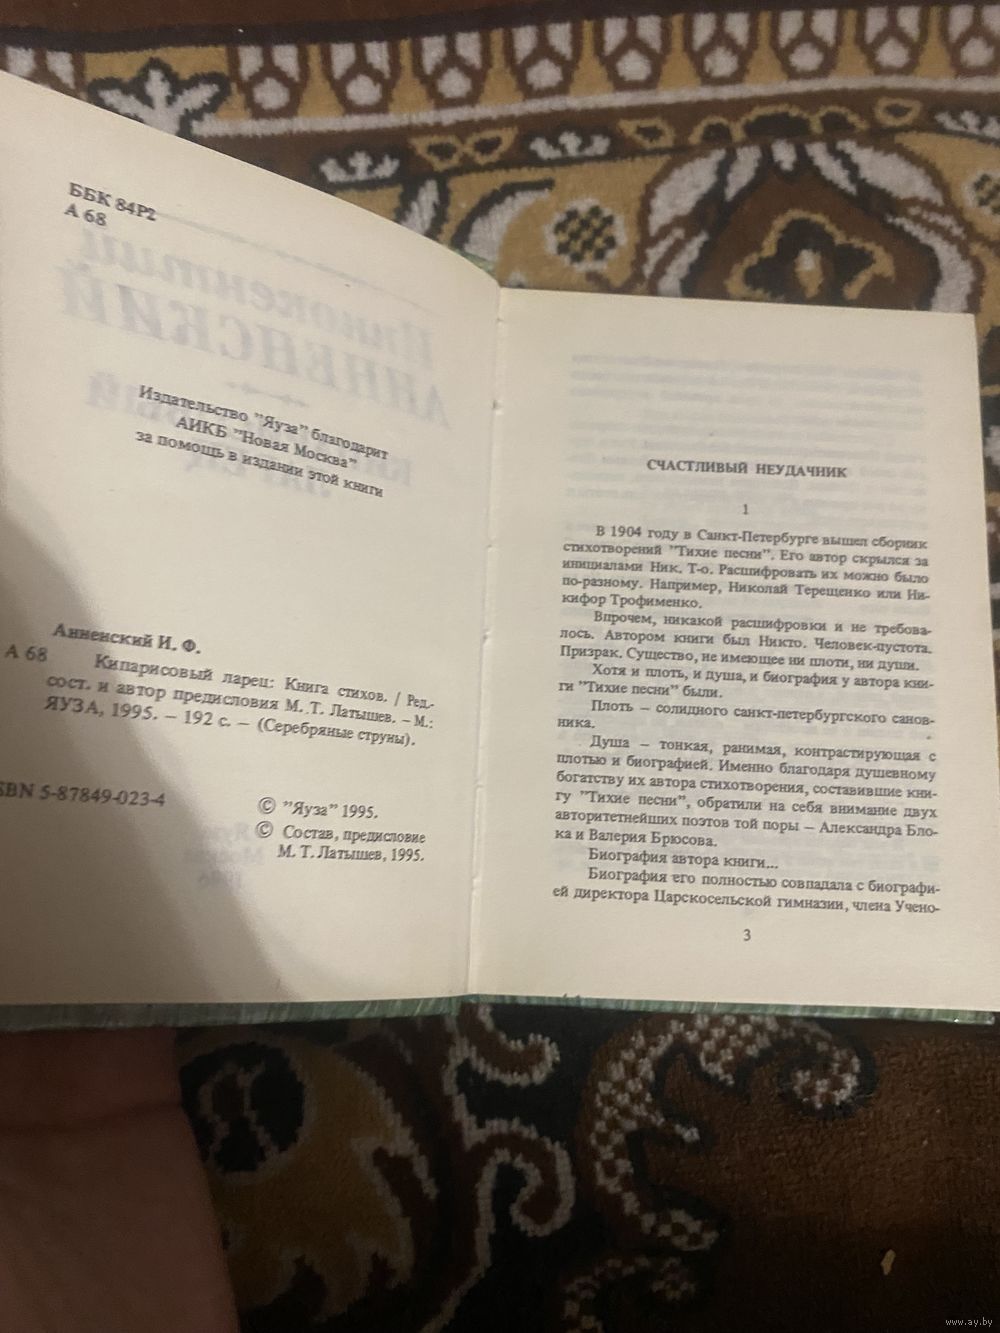 ББК 84Р2
А 68
Издательство "Яуза" благодарит
АИКБ "Новая Москва"
за помощь в издании этой книги
Анненский И. Ф.
А 68 Кипарисовый ларец: Книга стихов. / Ред.-
сост. и автор предисловия М. Т. Латышев. – М.:
ЯУЗА, 1995. – 192 с. – (Серебряные струны).
SBN 5-87849-023-4
© "Яуза" 1995.
© Состав, предисловие
М. Т. Латышев, 1995.
СЧАСТЛИВЫЙ НЕУДАЧНИК
1
В 1904 году в Санкт-Петербурге вышел сборник
стихотворений "Тихие песни". Его автор скрылся за
инициалами Ник. Т-о. Расшифровать их можно было
по-разному. Например, Николай Терещенко или Ни-
кифор Трофименко.
Впрочем, никакой расшифровки и не требова-
лось. Автором книги был Никто. Человек-пустота.
Призрак. Существо, не имеющее ни плоти, ни души.
Хотя и плоть, и душа, и биография у автора кни-
ги "Тихие песни" были.
Плоть – солидного санкт-петербургского санов-
ника.
Душа – тонкая, ранимая, контрастирующая с
плотью и биографией. Именно благодаря душевному
богатству их автора стихотворения, составившие кни-
гу "Тихие песни", обратили на себя внимание двух
авторитетнейших поэтов той поры – Александра Бло-
ка и Валерия Брюсова.
Биография автора книги...
Биография его полностью совпадала с биографи-
ей директора Царскосельской гимназии, члена Учено-
3
www.ay.by